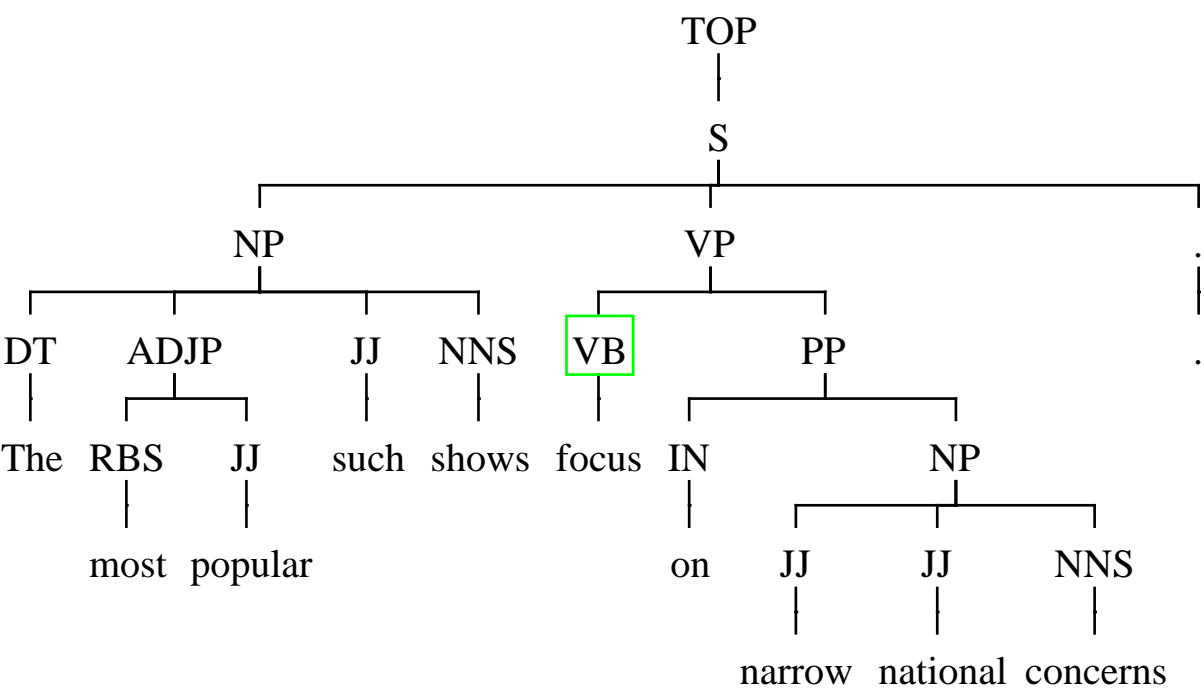 TOP
S
NP VP .
DT ADJP JJ NNS VB PP .
The RBS JJ such shows focus IN NP
most popular on JJ JJ NNS
narrow national concerns